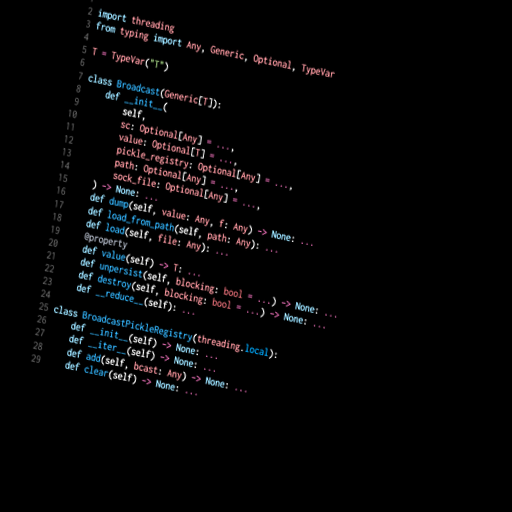 2 import threading
3 from typing import Any, Generic, Optional, TypeVar
4
5 T = TypeVar("T")
6
7 class Broadcast(Generic[T]):
8     def __init__(
9         self,
10         sc: Optional[Any] = ...,
11         value: Optional[T] = ...,
12         pickle_registry: Optional[Any] = ...,
13         path: Optional[Any] = ...,
14         sock_file: Optional[Any] = ...,
15     ) -> None: ...
16     def dump(self, value: Any, f: Any) -> None: ...
17     def load_from_path(self, path: Any): ...
18     def load(self, file: Any): ...
19     @property
20     def value(self) -> T: ...
21     def unpersist(self, blocking: bool = ...) -> None: ...
22     def destroy(self, blocking: bool = ...) -> None: ...
23     def __reduce__(self): ...
24
25 class BroadcastPickleRegistry(threading.local):
26     def __init__(self) -> None: ...
27     def __iter__(self) -> None: ...
28     def add(self, bcast: Any) -> None: ...
29     def clear(self) -> None: ...